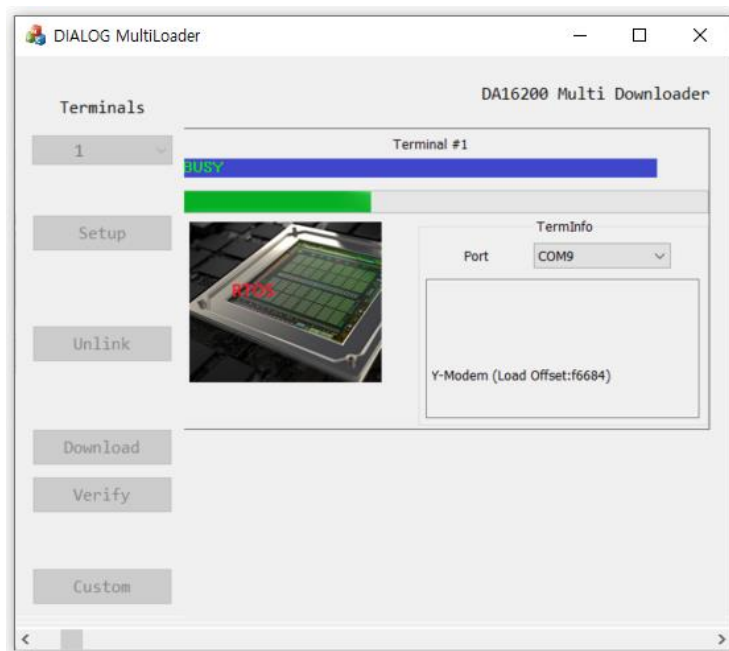 DIALOG MultiLoader
DA16200 Multi Downloader
Terminals
1
Setup
Unlink
Download
Verify
Custom
Terminal #1
BUSY
RTOS
TermInfo
Port COM9
Y-Modem (Load Offset:f6684)